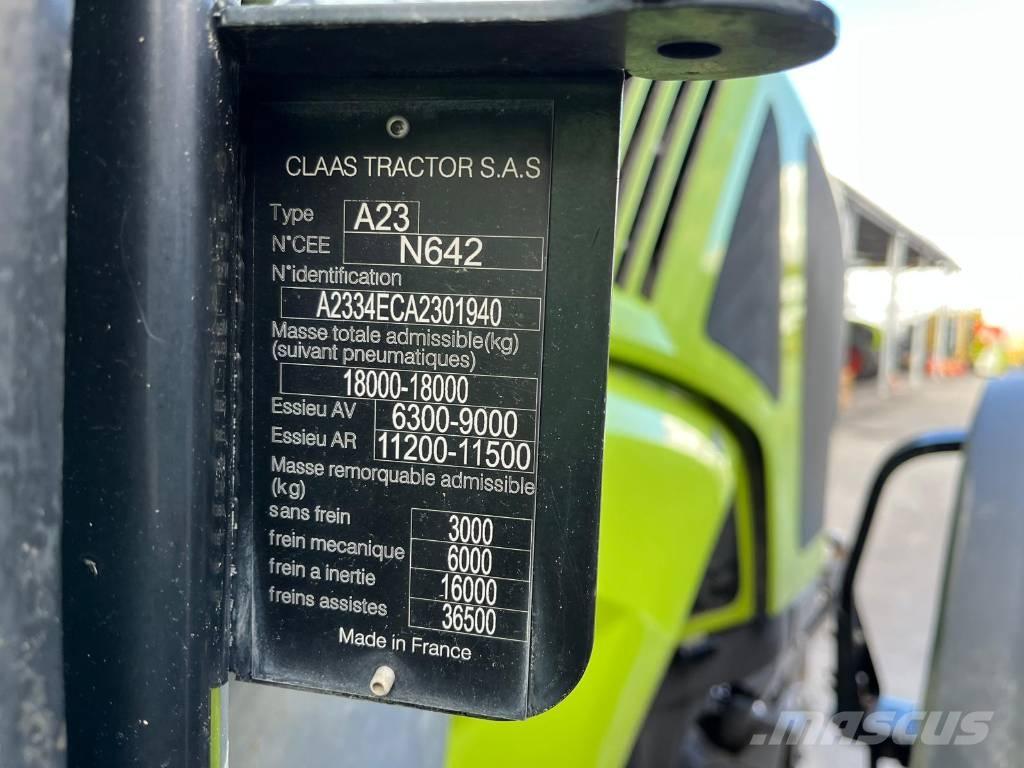 CLAAS TRACTOR S.A.S
Type A23
N°CEE N642
N°identification
A2334ECA2301940
Masse totale admissible(kg)
(suivant pneumatiques)
18000-18000
Essieu AV 6300-9000
Essieu AR 11200-11500
Masse remorquable admissible
(kg)
sans frein 3000
frein mecanique 6000
frein a inertie 16000
freins assistes 36500
Made in France
mascus